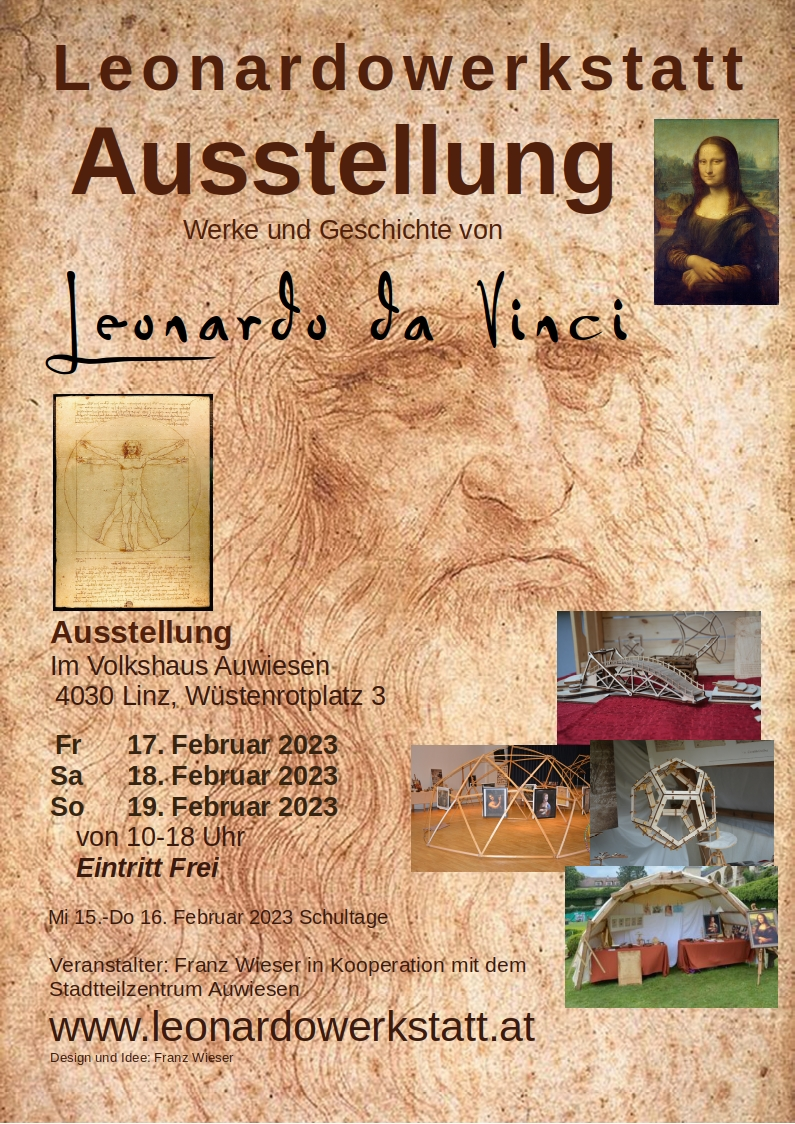 Leonardowerkstatt
Ausstellung
Werke und Geschichte von
Leonardo da Vinci
Ausstellung
Im Volkshaus Auwiesen
4030 Linz, Wüstenrotplatz 3
Fr 17. Februar 2023
Sa 18. Februar 2023
So 19. Februar 2023
von 10-18 Uhr
Eintritt Frei
Mi 15.-Do 16. Februar 2023 Schultage
Veranstalter: Franz Wieser in Kooperation mit dem
Stadtteilzentrum Auwiesen
www.leonardowerkstatt.at
Design und Idee: Franz Wieser